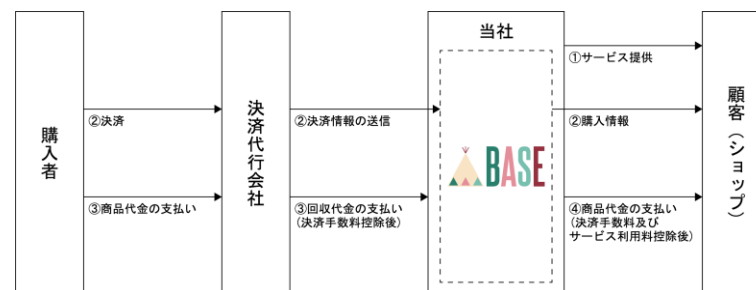 当社
①サービス提供
購入者
②決済
決済代行会社
②決済情報の送信
BASE
②購入情報
顧客（ショップ）
③商品代金の支払い
③回収代金の支払い
（決済手数料控除後）
④商品代金の支払い
（決済手数料及び
サービス利用料控除後）